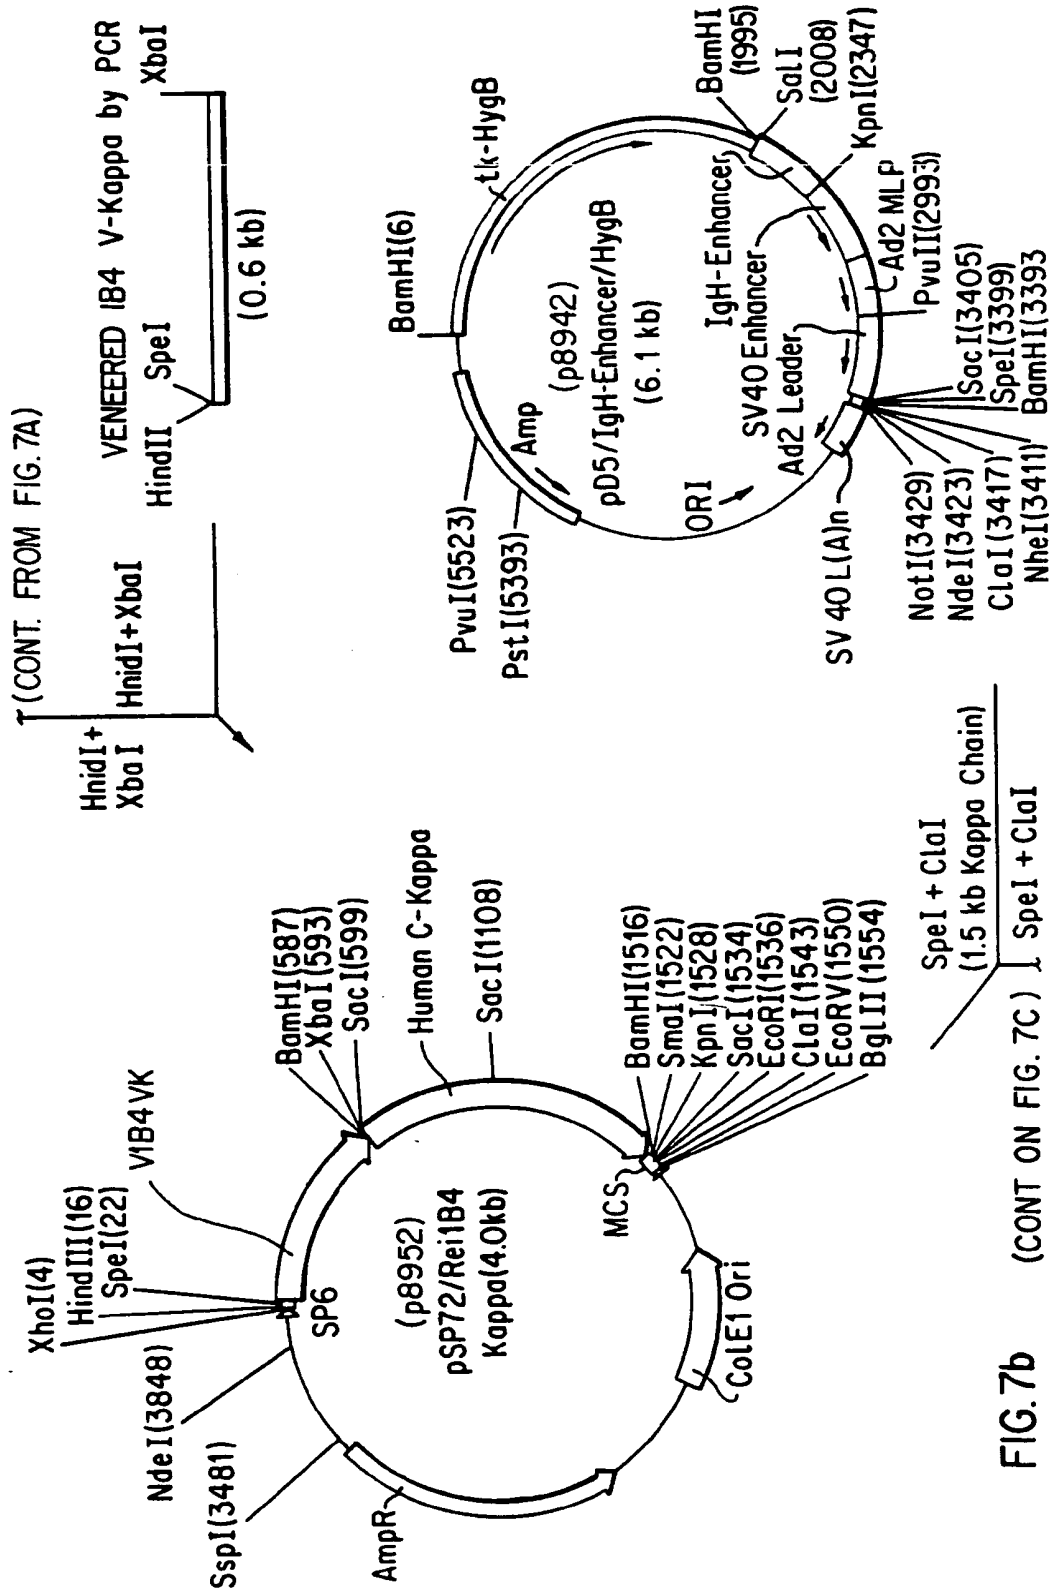 (CONT. FROM FIG. 7A)
HnidI+
XbaI
HnidI+XbaI
HindIII
SpeI
VENEERED 1B4 V-Kappa by PCR
XbaI
(0.6 kb)
XhoI(4)
HindIII(16)
SpeI(22)
V1B4 VK
NdeI(3848)
SspI(3481)
SP6
BamHI(587)
XbaI(593)
SacI(599)
Human C-Kappa
SacI(1108)
(p8952)
pSP72/Rei1B4
Kappa(4.0kb)
AmpR
MCS
ColE1 Ori
BamHI(1516)
SmaI(1522)
KpnI(1528)
SacI(1534)
EcoRI(1536)
ClaI(1543)
EcoRV(1550)
BglII(1554)
BamHI(6)
tk-HygB
PvuI(5523)
PstI(5393)
Amp
(p8942)
pD5/IgH-Enhancer/HygB
(6.1 kb)
ORI
IgH-Enhancer
SV40 Enhancer
Ad2 Leader
BamHI
(1995)
SalI
(2008)
KpnI(2347)
Ad2 MLP
PvuII(2993)
SV 40 L(A)n
NotI(3429)
NdeI(3423)
ClaI(3417)
NheI(3411)
SacI(3405)
SpeI(3399)
BamHI(3393
SpeI + ClaI
(1.5 kb Kappa Chain)
SpeI + ClaI
FIG. 7b
(CONT ON FIG. 7C)